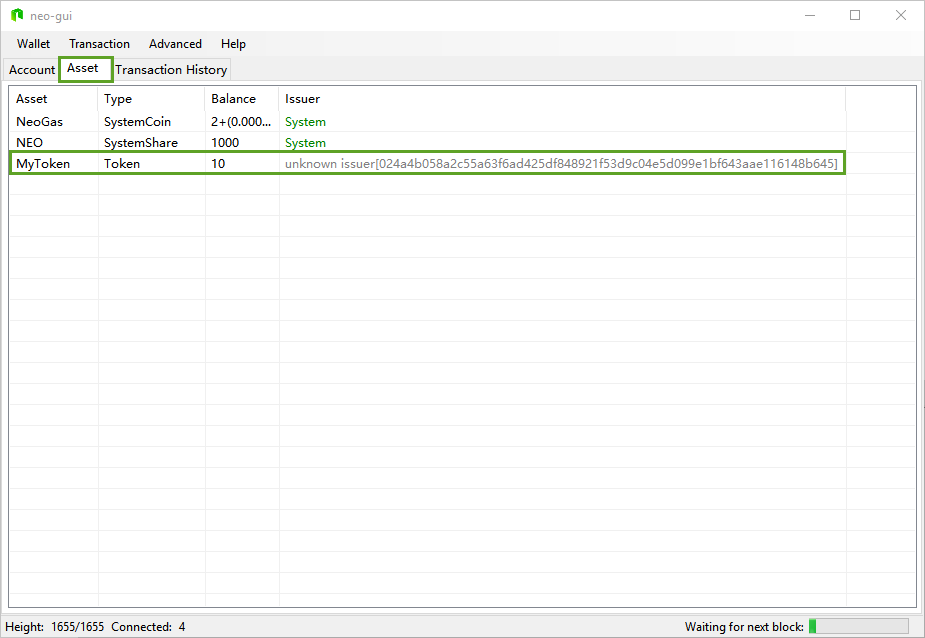 neo-gui
Wallet Transaction Advanced Help
Account Asset Transaction History
Asset Type Balance Issuer
NeoGas SystemCoin 2+(0.000... System
NEO SystemShare 1000 System
MyToken Token 10 unknown issuer[024a4b058a2c55a63f6ad425df848921f53d9c04e5d099e1bf643aae116148b645]
Height: 1655/1655 Connected: 4 Waiting for next block: